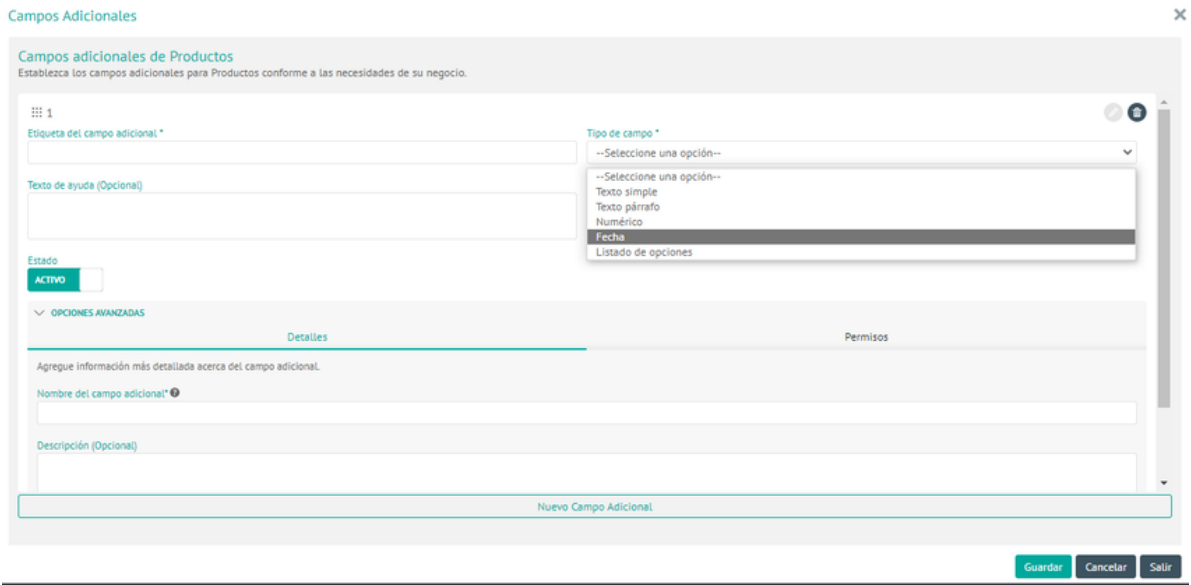 Campos Adicionales
Campos adicionales de Productos
Establezca los campos adicionales para Productos conforme a las necesidades de su negocio.
1
Etiqueta del campo adicional *
Tipo de campo *
--Seleccione una opción--
Texto de ayuda (Opcional)
--Seleccione una opción--
Texto simple
Texto párrafo
Numérico
Fecha
Listado de opciones
Estado
ACTIVO
OPCIONES AVANZADAS
Detalles
Permisos
Agregue información más detallada acerca del campo adicional.
Nombre del campo adicional*
Descripción (Opcional)
Nuevo Campo Adicional
Guardar
Cancelar
Salir